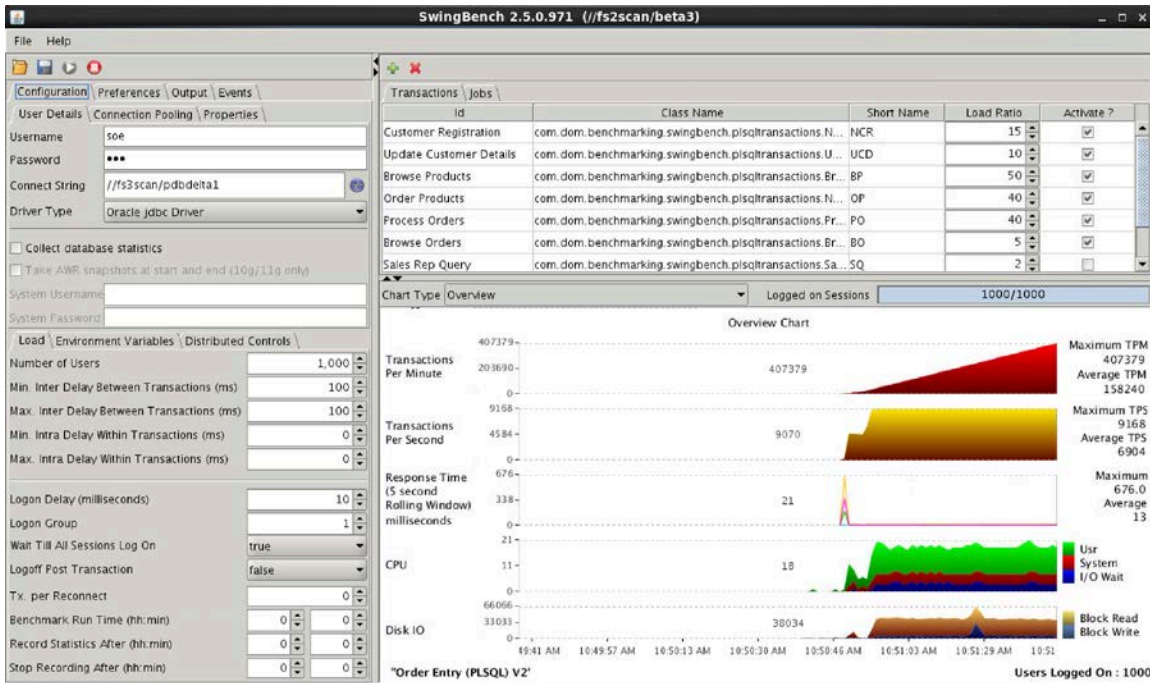 SwingBench 2.5.0.971 (//fs2scan/beta3)
File Help
Configuration Preferences Output Events
User Details Connection Pooling Properties
Username soe
Password •••
Connect String //fs3scan/pdbdelta1
Driver Type Oracle jdbc Driver
Collect database statistics
Take AWR snapshots at start and end (10g/11g only)
System Username
System Password
Load Environment Variables Distributed Controls
Number of Users 1,000
Min. Inter Delay Between Transactions (ms) 100
Max. Inter Delay Between Transactions (ms) 100
Min. Intra Delay Within Transactions (ms) 0
Max. Intra Delay Within Transactions (ms) 0
Logon Delay (milliseconds) 10
Logon Group 1
Wait Till All Sessions Log On true
Logoff Post Transaction false
Tx. per Reconnect 0
Benchmark Run Time (hh:min) 0 0
Record Statistics After (hh:min) 0 0
Stop Recording After (hh:min) 0 0
Transactions Jobs
Id Class Name Short Name Load Ratio Activate ?
Customer Registration com.dom.benchmarking.swingbench.plsqltransactions.N... NCR 15
Update Customer Details com.dom.benchmarking.swingbench.plsqltransactions.U... UCD 10
Browse Products com.dom.benchmarking.swingbench.plsqltransactions.Br... BP 50
Order Products com.dom.benchmarking.swingbench.plsqltransactions.N... OP 40
Process Orders com.dom.benchmarking.swingbench.plsqltransactions.Pr... PO 40
Browse Orders com.dom.benchmarking.swingbench.plsqltransactions.Br... BO 5
Sales Rep Query com.dom.benchmarking.swingbench.plsqltransactions.Sa... SQ 2
Chart Type Overview Logged on Sessions 1000/1000
Overview Chart
Transactions Per Minute
407379
203690
0
407379
Maximum TPM
407379
Average TPM
158240
Transactions Per Second
9168
4584
0
9070
Maximum TPS
9168
Average TPS
6904
Response Time
(5 second
Rolling Window)
milliseconds
676
338
0
21
Maximum
676.0
Average
13
CPU
21
11
0
18
Usr
System
I/O Wait
Disk IO
66066
33033
0
38034
Block Read
Block Write
49:41 AM 10:49:57 AM 10:50:13 AM 10:50:30 AM 10:50:46 AM 10:51:03 AM 10:51:29 AM 10:51
"Order Entry (PLSQL) V2' Users Logged On : 1000